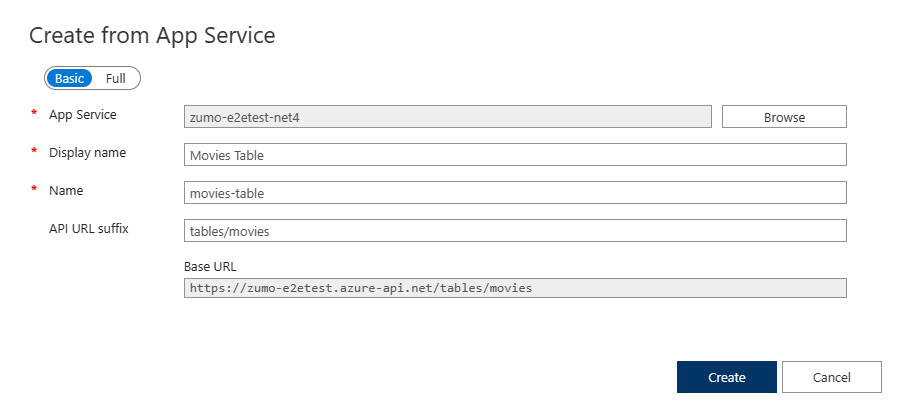 Create from App Service
Basic Full
* App Service zumo-e2etest-net4 Browse
* Display name Movies Table
* Name movies-table
API URL suffix tables/movies
Base URL
https://zumo-e2etest.azure-api.net/tables/movies
Create Cancel